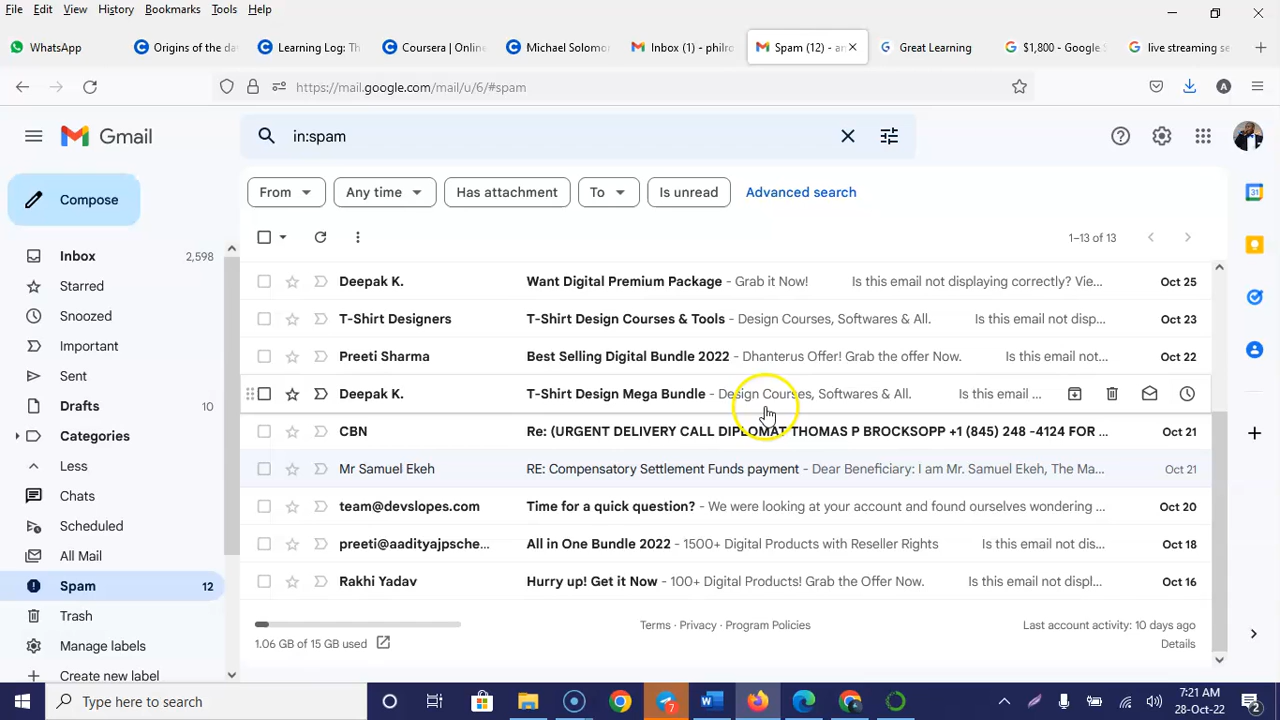 File Edit View History Bookmarks Tools Help
WhatsApp Origins of the da Learning Log: Th Coursera | Online Michael Solomon Inbox (1) - philro Spam (12) - an Great Learning $1,800 - Google S live streaming se
https://mail.google.com/mail/u/6/#spam
Gmail in:spam
Compose
From Any time Has attachment To Is unread Advanced search
1–13 of 13
Inbox 2,598
Starred
Snoozed
Important
Sent
Drafts 10
Categories
Less
Chats
Scheduled
All Mail
Spam 12
Trash
Manage labels
Create new label
Deepak K. Want Digital Premium Package - Grab it Now! Is this email not displaying correctly? Vie... Oct 25
T-Shirt Designers T-Shirt Design Courses & Tools - Design Courses, Softwares & All. Is this email not disp... Oct 23
Preeti Sharma Best Selling Digital Bundle 2022 - Dhanterus Offer! Grab the offer Now. Is this email not... Oct 22
Deepak K. T-Shirt Design Mega Bundle - Design Courses, Softwares & All. Is this email ...
CBN Re: (URGENT DELIVERY CALL DIPLOMAT THOMAS P BROCKSOPP +1 (845) 248 -4124 FOR ... Oct 21
Mr Samuel Ekeh RE: Compensatory Settlement Funds payment - Dear Beneficiary: I am Mr. Samuel Ekeh, The Ma... Oct 21
team@devslopes.com Time for a quick question? - We were looking at your account and found ourselves wondering ... Oct 20
preeti@aadityajpsche... All in One Bundle 2022 - 1500+ Digital Products with Reseller Rights Is this email not dis... Oct 18
Rakhi Yadav Hurry up! Get it Now - 100+ Digital Products! Grab the Offer Now. Is this email not displ... Oct 16
1.06 GB of 15 GB used
Terms · Privacy · Program Policies
Last account activity: 10 days ago
Details
Type here to search
7
7:21 AM
28-Oct-22
2